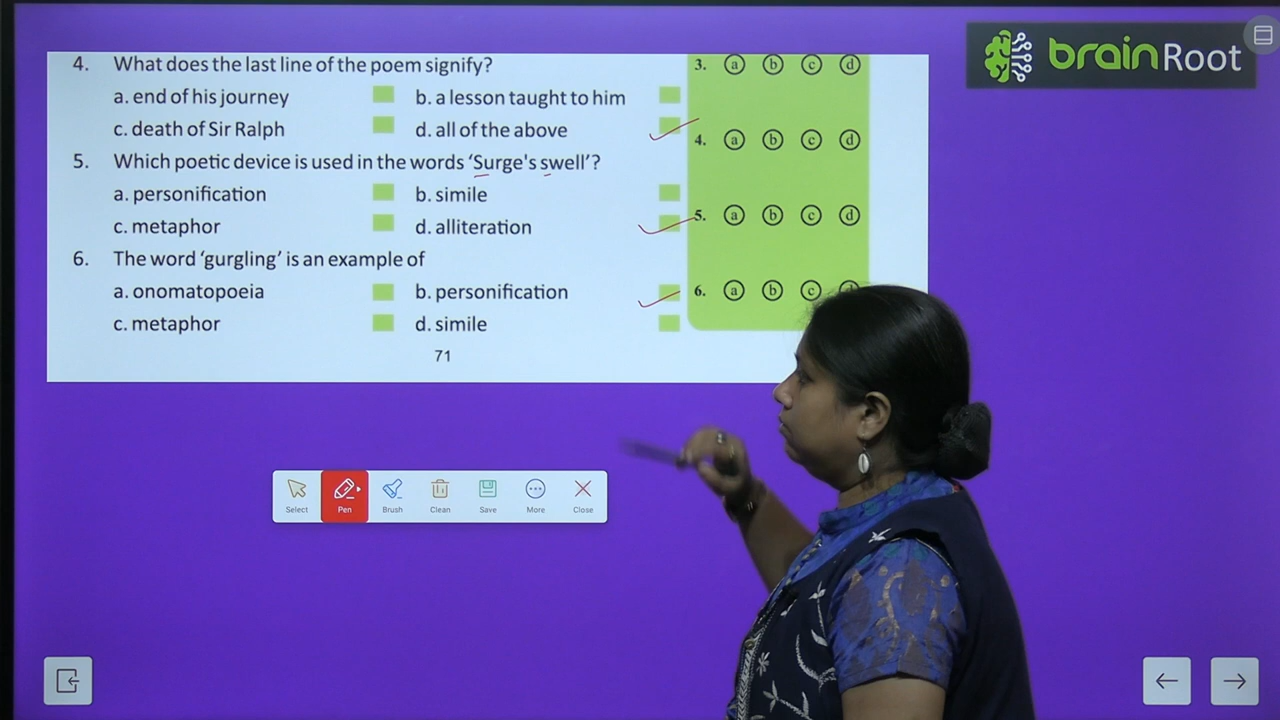 brainRoot
4. What does the last line of the poem signify?
a. end of his journey b. a lesson taught to him
c. death of Sir Ralph d. all of the above
5. Which poetic device is used in the words ‘Surge's swell’?
a. personification b. simile
c. metaphor d. alliteration
6. The word ‘gurgling’ is an example of
a. onomatopoeia b. personification
c. metaphor d. simile
71
3. a b c d
4. a b c d
5. a b c d
6. a b c
Select Pen Brush Clean Save More Close